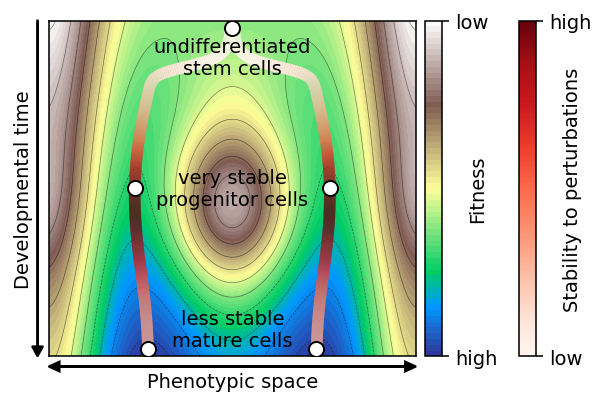 undifferentiated
stem cells
very stable
progenitor cells
less stable
mature cells
Developmental time
Phenotypic space
low
Fitness
high
high
Stability to perturbations
low